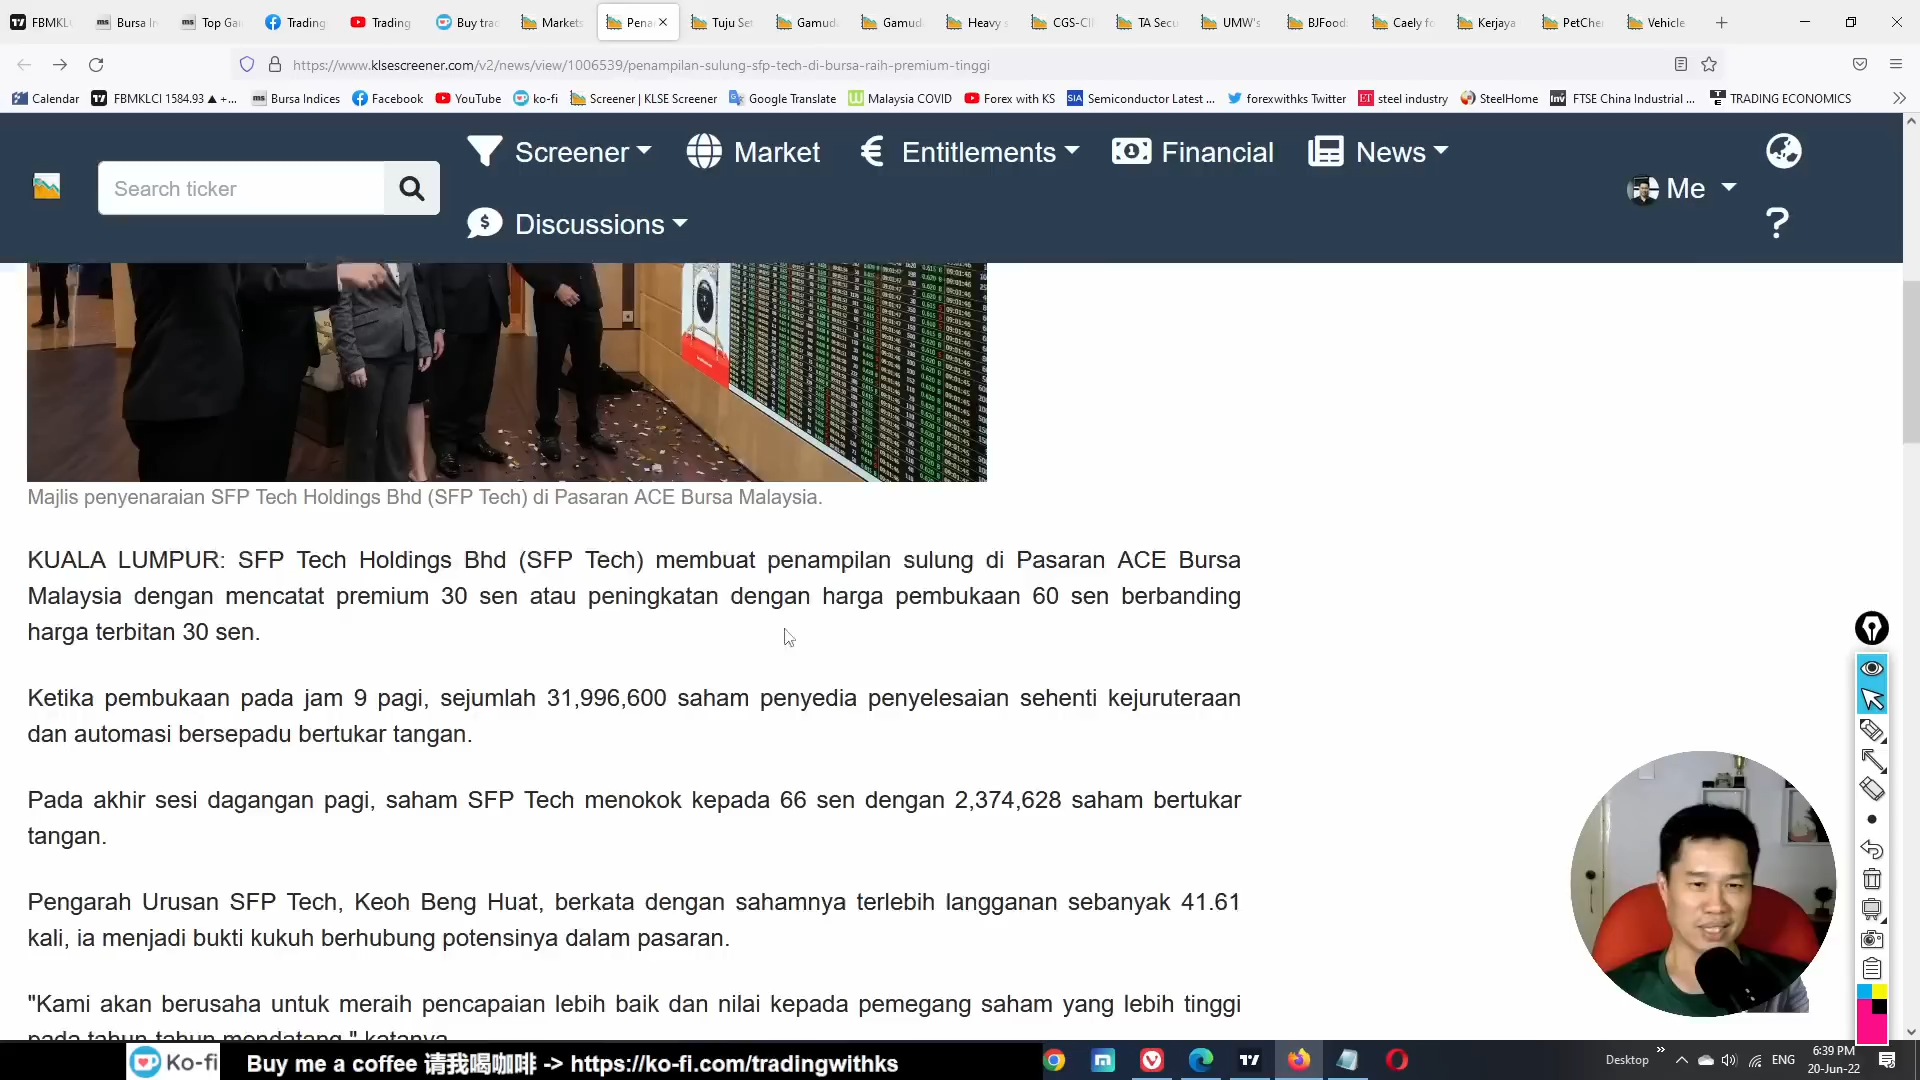 FBMKLC
Bursa In
Top Gai
Trading
Trading
Buy trac
Markets
Pena
Tuju Set
Gamuda
Gamuda
Heavy s
CGS-CI
TA Secu
UMW's
BJFood
Caely fo
Kerjaya
PetChe
Vehicle
https://www.klsescreener.com/v2/news/view/1006539/penampilan-sulung-sfp-tech-di-bursa-raih-premium-tinggi
Calendar
FBMKLCI 1584.93 ▲ +...
Bursa Indices
Facebook
YouTube
ko-fi
Screener | KLSE Screener
Google Translate
Malaysia COVID
Forex with KS
Semiconductor Latest ...
forexwithks Twitter
steel industry
SteelHome
FTSE China Industrial ...
TRADING ECONOMICS
Search ticker
Screener
Market
Entitlements
Financial
News
Discussions
Me
Majlis penyenaraian SFP Tech Holdings Bhd (SFP Tech) di Pasaran ACE Bursa Malaysia.
KUALA LUMPUR: SFP Tech Holdings Bhd (SFP Tech) membuat penampilan sulung di Pasaran ACE Bursa
Malaysia dengan mencatat premium 30 sen atau peningkatan dengan harga pembukaan 60 sen berbanding
harga terbitan 30 sen.
Ketika pembukaan pada jam 9 pagi, sejumlah 31,996,600 saham penyedia penyelesaian sehenti kejuruteraan
dan automasi bersepadu bertukar tangan.
Pada akhir sesi dagangan pagi, saham SFP Tech menokok kepada 66 sen dengan 2,374,628 saham bertukar
tangan.
Pengarah Urusan SFP Tech, Keoh Beng Huat, berkata dengan sahamnya terlebih langganan sebanyak 41.61
kali, ia menjadi bukti kukuh berhubung potensinya dalam pasaran.
"Kami akan berusaha untuk meraih pencapaian lebih baik dan nilai kepada pemegang saham yang lebih tinggi
pada tahun-tahun mendatang," katanya.
Ko-fi
Buy me a coffee 请我喝咖啡 -> https://ko-fi.com/tradingwithks
Desktop
ENG
6:39 PM
20-Jun-22